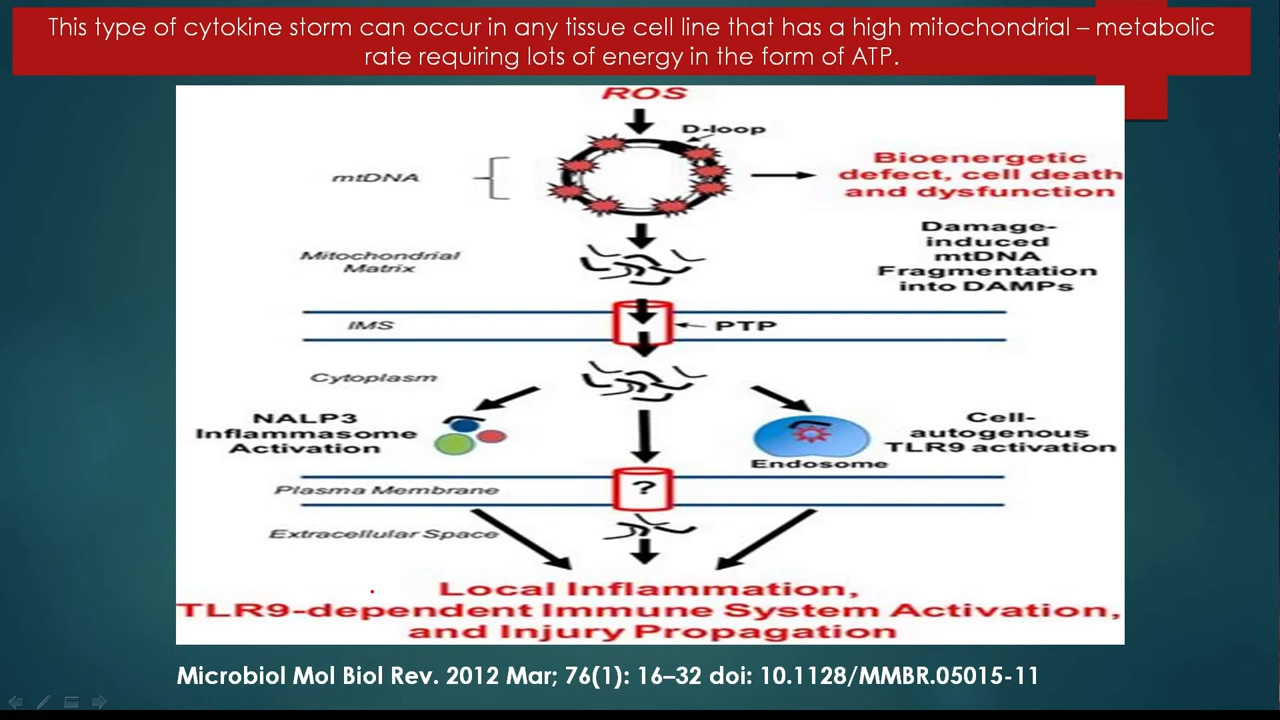 This type of cytokine storm can occur in any tissue cell line that has a high mitochondrial – metabolic
rate requiring lots of energy in the form of ATP.
ROS
D-loop
mtDNA
Bioenergetic
defect, cell death
and dysfunction
Mitochondrial
Matrix
Damage-
induced
mtDNA
Fragmentation
into DAMPs
IMS
PTP
Cytoplasm
NALP3
Inflammasome
Activation
Cell-
autogenous
TLR9 activation
Endosome
Plasma Membrane
?
Extracellular Space
Local Inflammation,
TLR9-dependent Immune System Activation,
and Injury Propagation
Microbiol Mol Biol Rev. 2012 Mar; 76(1): 16–32 doi: 10.1128/MMBR.05015-11